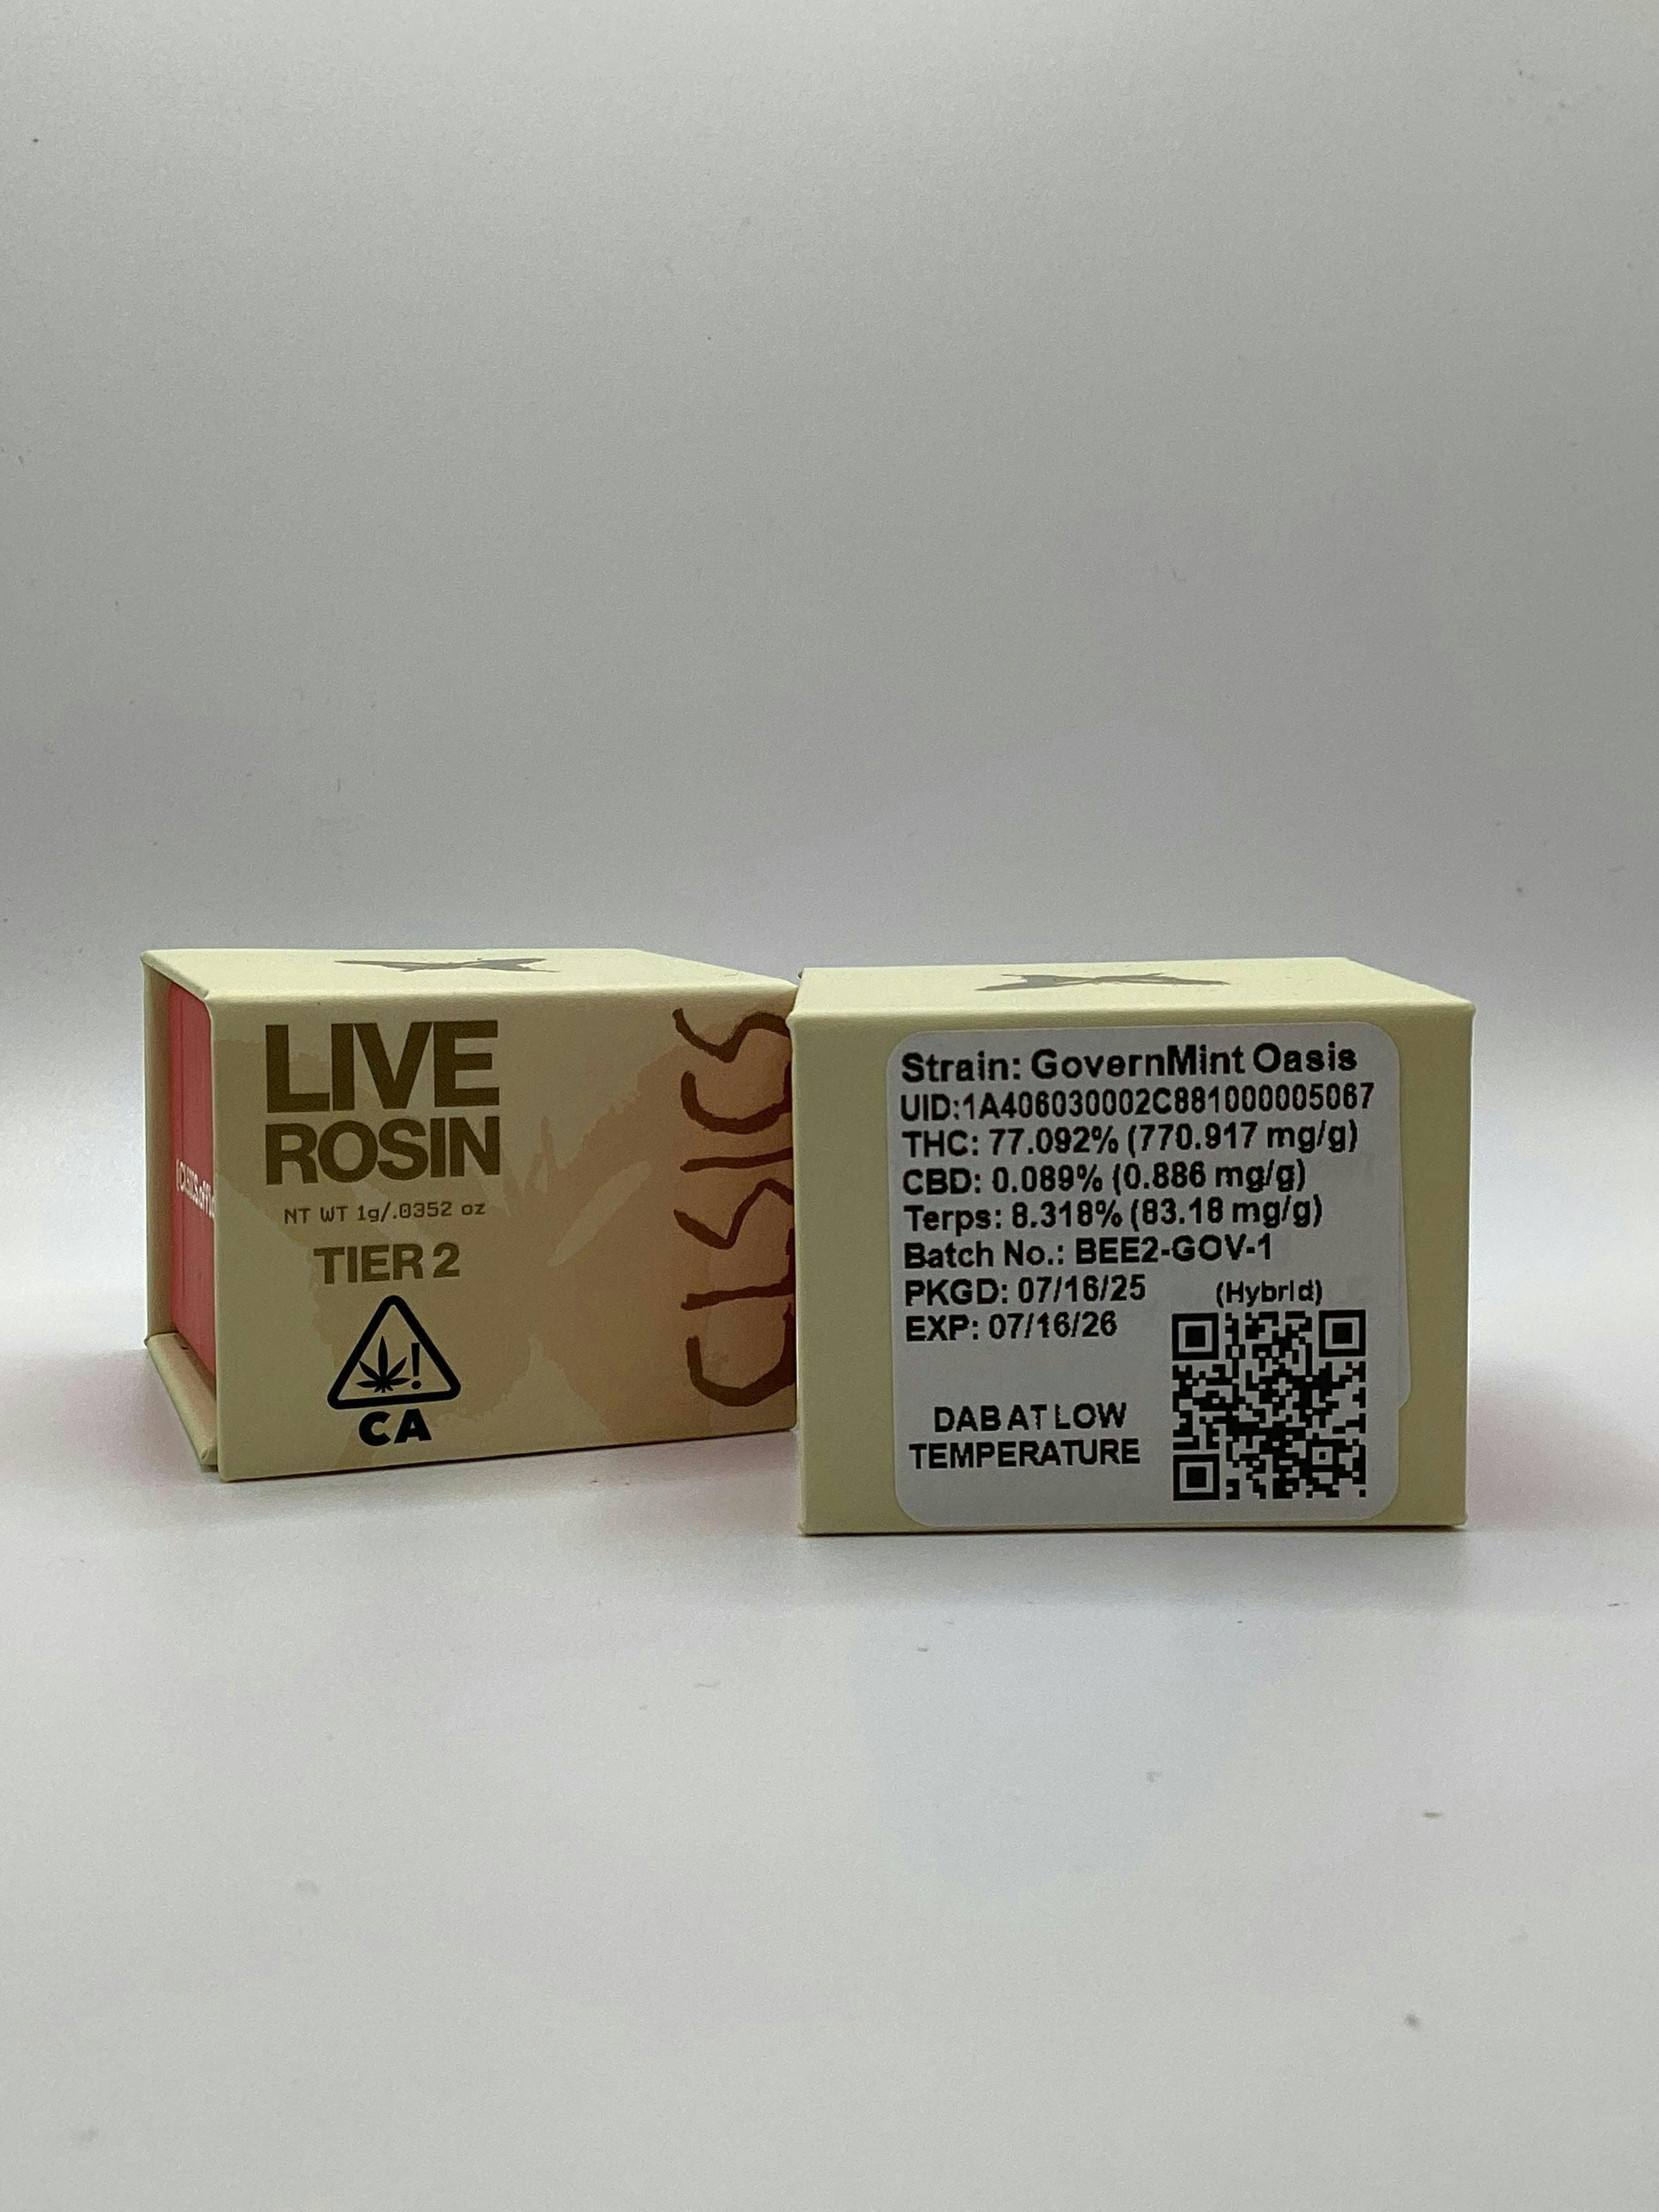 LIVE
ROSIN
NT WT 1g/.0352 oz
TIER 2
CA
CLSICS
Strain: GovernMint Oasis
UID:1A406030002C881000005067
THC: 77.092% (770.917 mg/g)
CBD: 0.089% (0.886 mg/g)
Terps: 8.318% (83.18 mg/g)
Batch No.: BEE2-GOV-1
PKGD: 07/16/25 (Hybrid)
EXP: 07/16/26
DAB AT LOW
TEMPERATURE